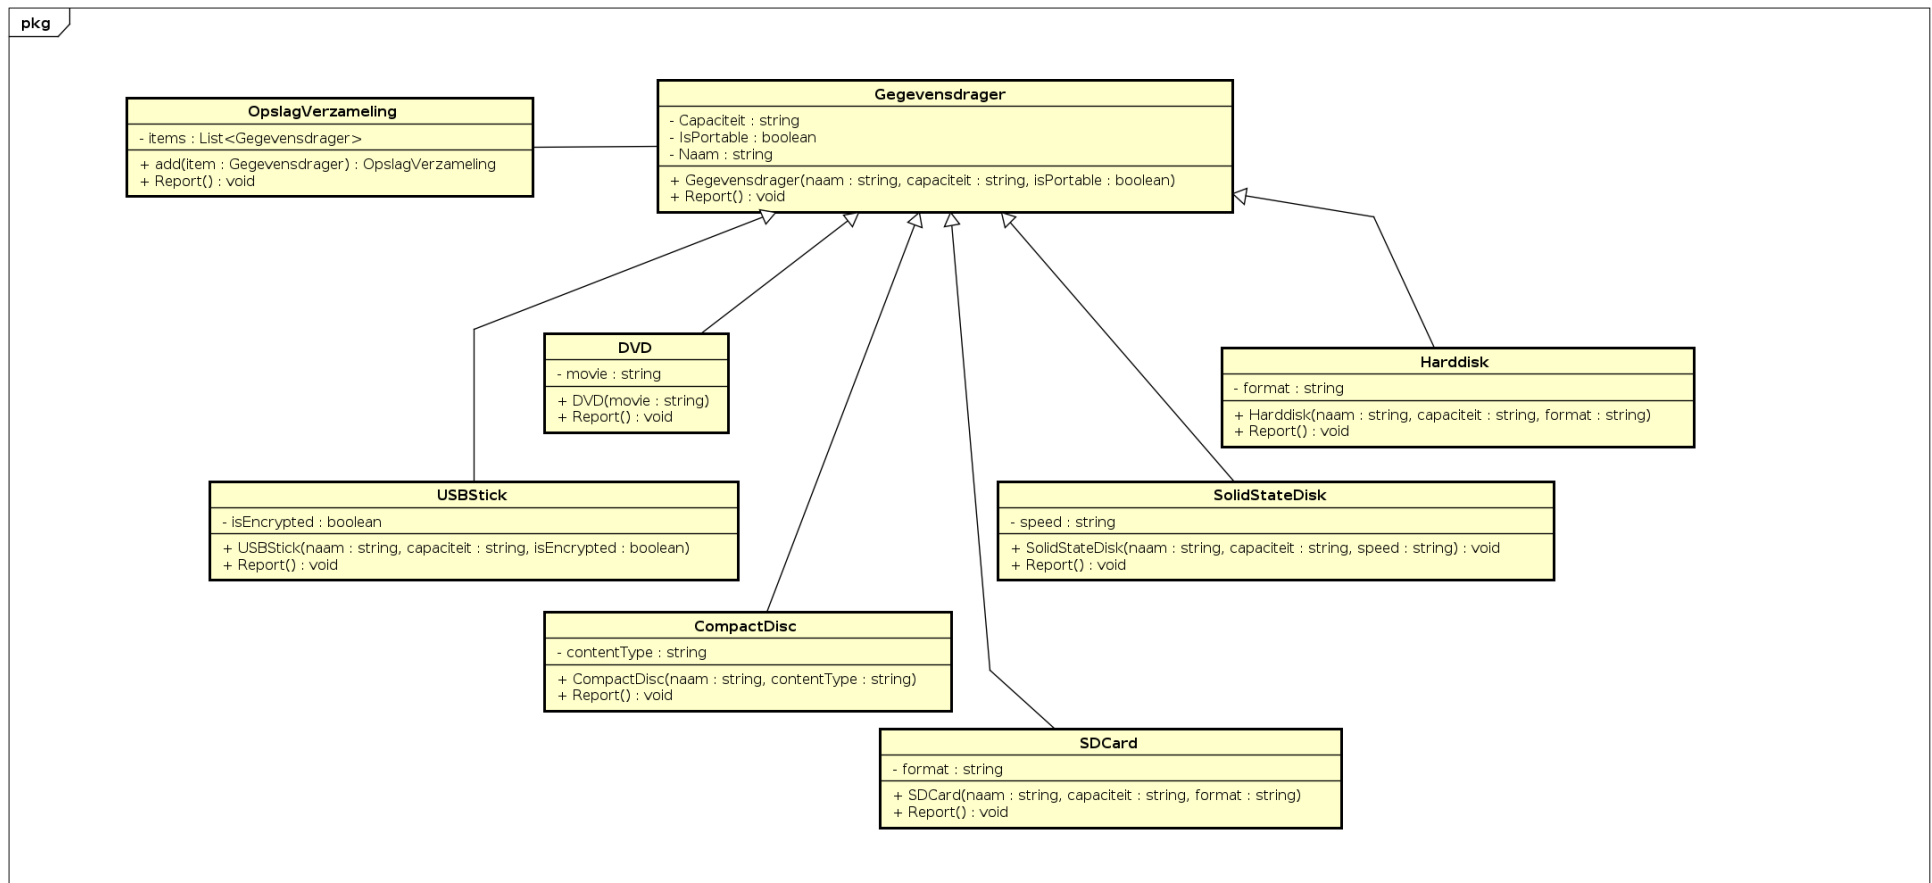 pkg
OpslagVerzameling
- items : List<Gegevensdrager>
+ add(item : Gegevensdrager) : OpslagVerzameling
+ Report() : void
Gegevensdrager
- Capaciteit : string
- IsPortable : boolean
- Naam : string
+ Gegevensdrager(naam : string, capaciteit : string, isPortable : boolean)
+ Report() : void
DVD
- movie : string
+ DVD(movie : string)
+ Report() : void
Harddisk
- format : string
+ Harddisk(naam : string, capaciteit : string, format : string)
+ Report() : void
USBStick
- isEncrypted : boolean
+ USBStick(naam : string, capaciteit : string, isEncrypted : boolean)
+ Report() : void
SolidStateDisk
- speed : string
+ SolidStateDisk(naam : string, capaciteit : string, speed : string) : void
+ Report() : void
CompactDisc
- contentType : string
+ CompactDisc(naam : string, contentType : string)
+ Report() : void
SDCard
- format : string
+ SDCard(naam : string, capaciteit : string, format : string)
+ Report() : void